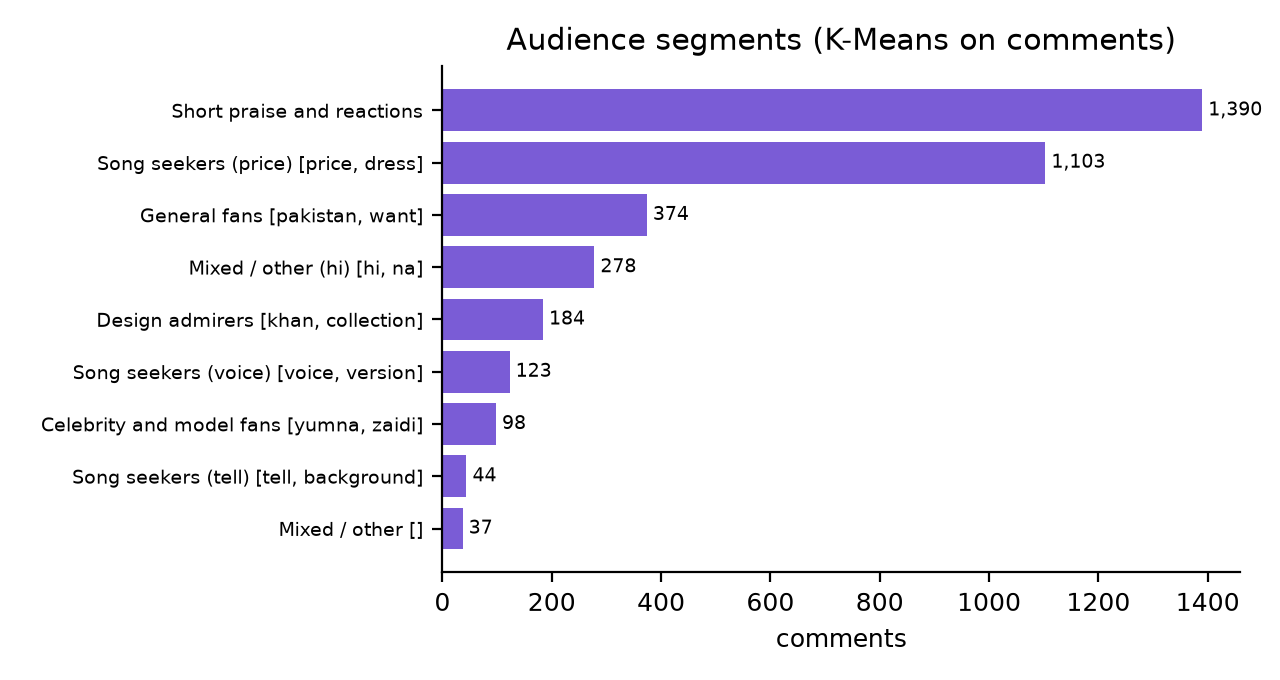 Audience segments (K-Means on comments)
Short praise and reactions 1,390
Song seekers (price) [price, dress] 1,103
General fans [pakistan, want] 374
Mixed / other (hi) [hi, na] 278
Design admirers [khan, collection] 184
Song seekers (voice) [voice, version] 123
Celebrity and model fans [yumna, zaidi] 98
Song seekers (tell) [tell, background] 44
Mixed / other [] 37
0 200 400 600 800 1000 1200 1400
comments